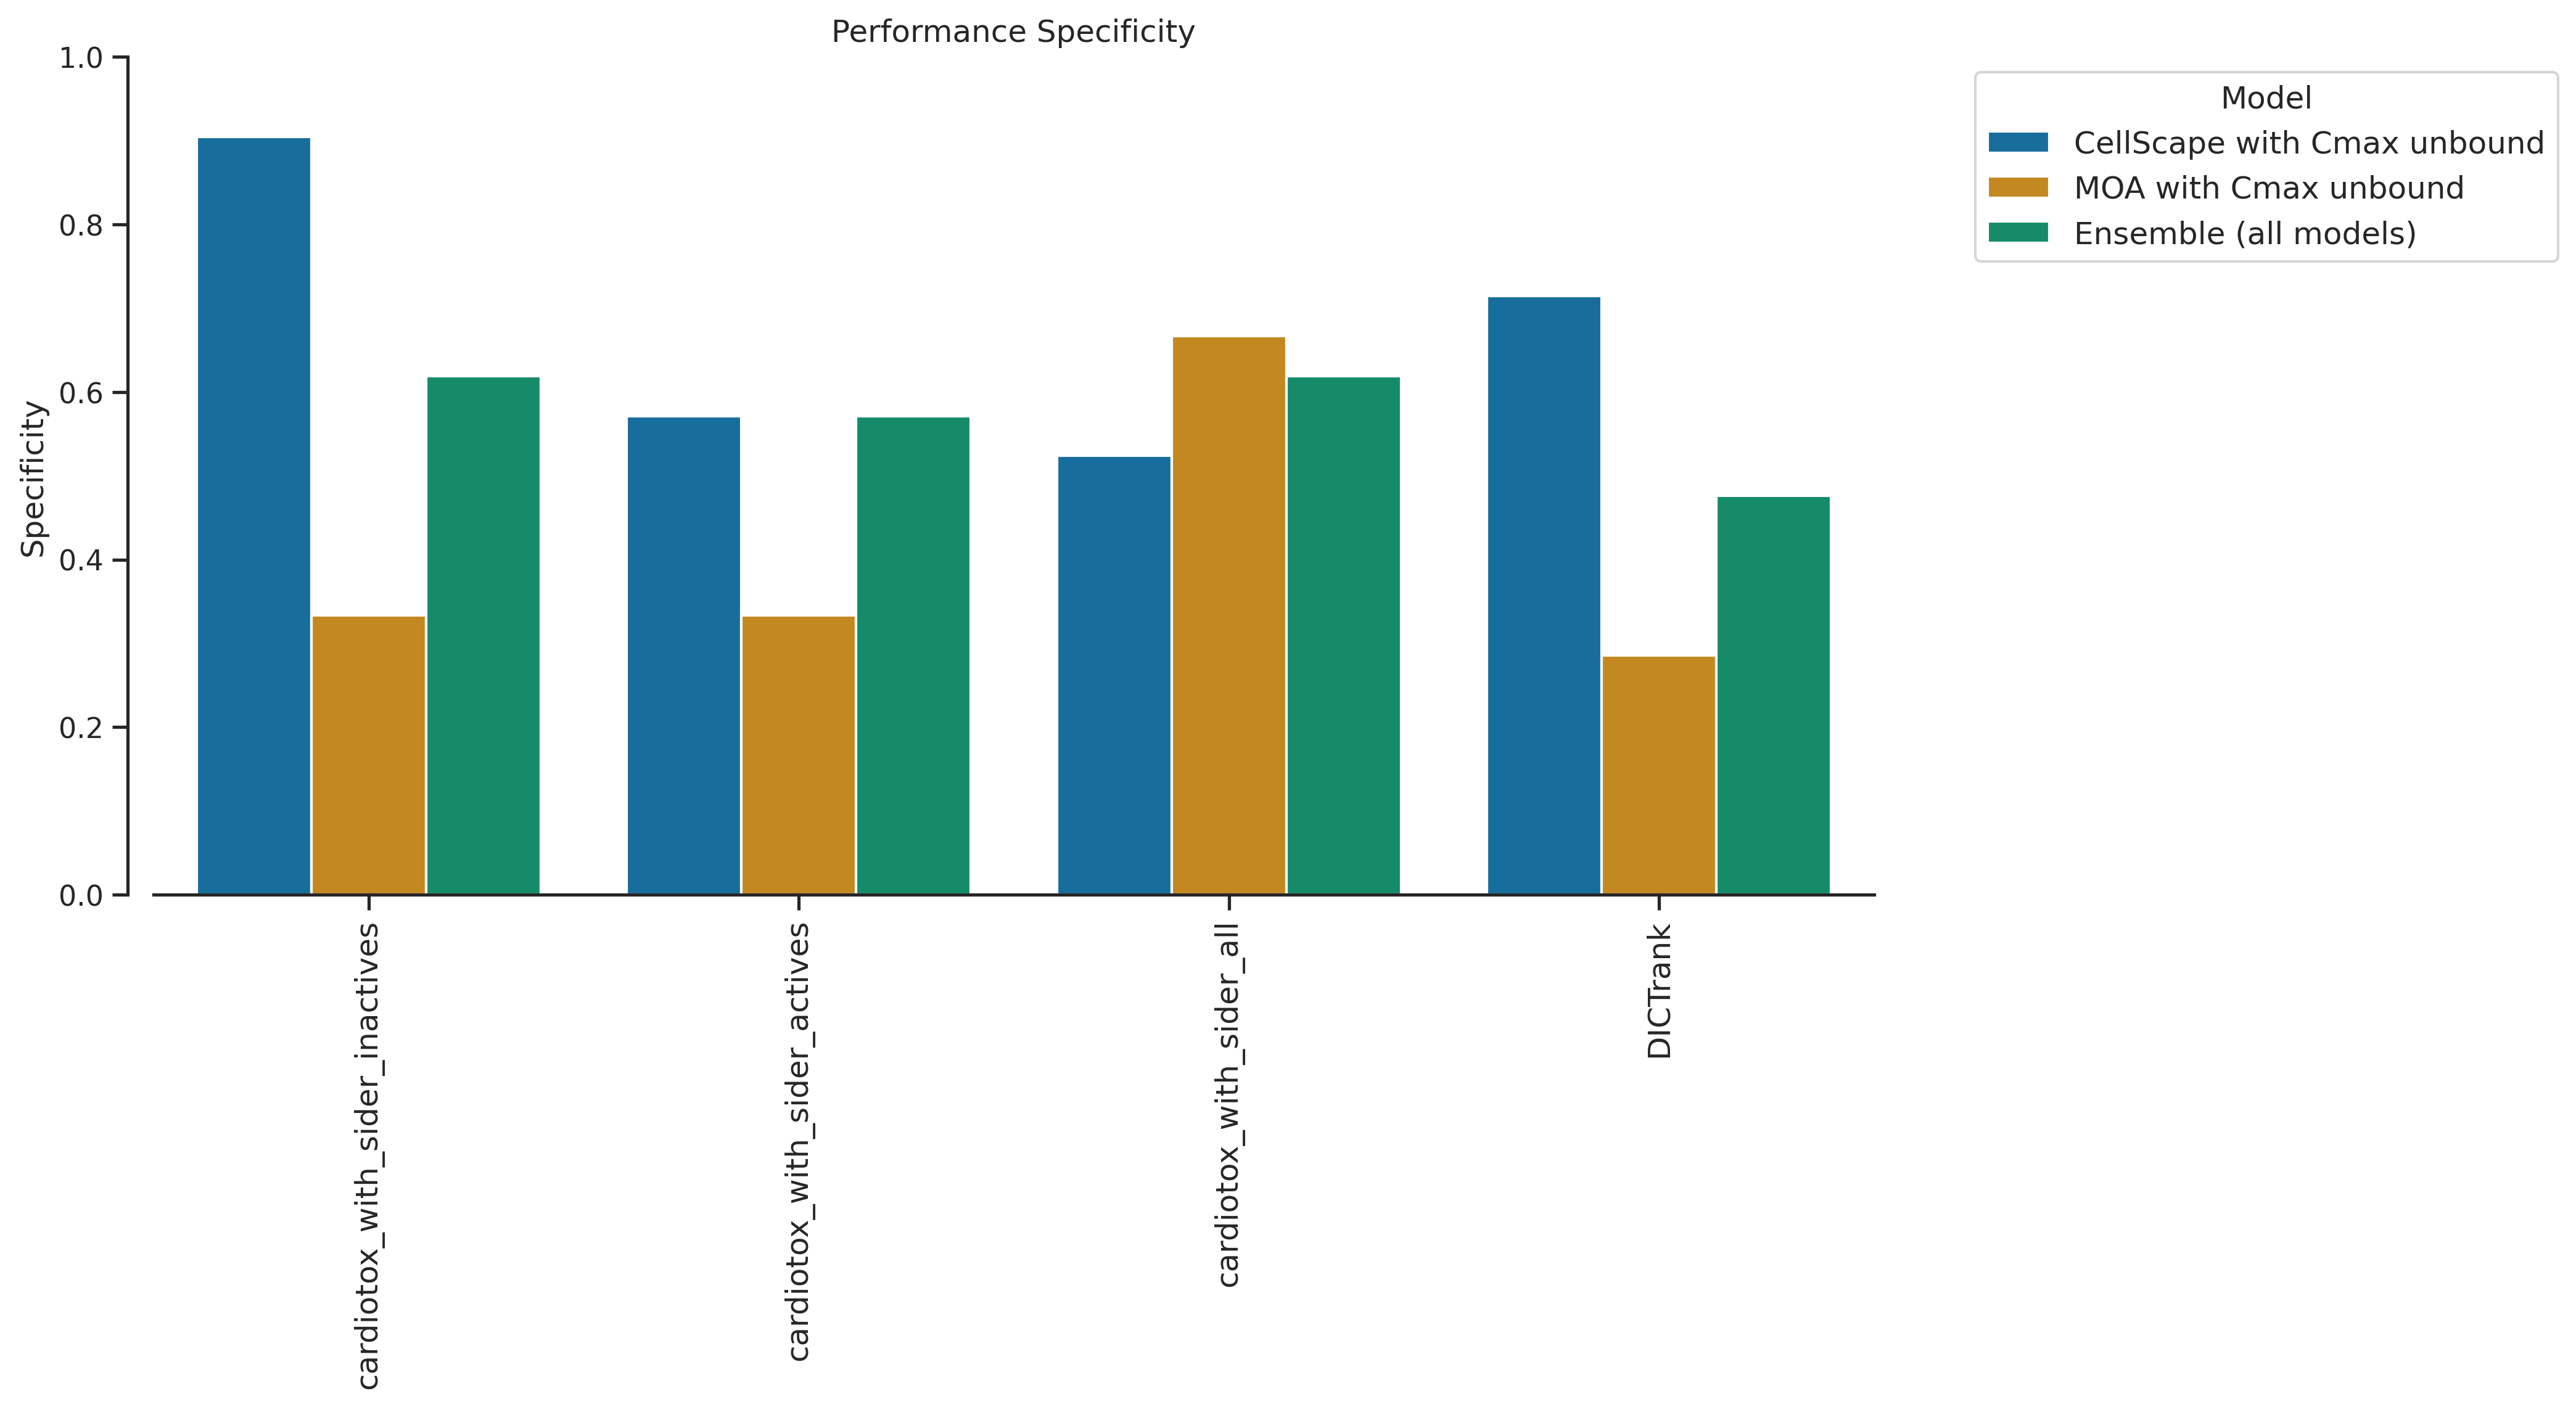 Performance Specificity
1.0
0.8
0.6
0.4
0.2
0.0
Specificity
cardiotox_with_sider_inactives
cardiotox_with_sider_actives
cardiotox_with_sider_all
DICTrank
Model
CellScape with Cmax unbound
MOA with Cmax unbound
Ensemble (all models)